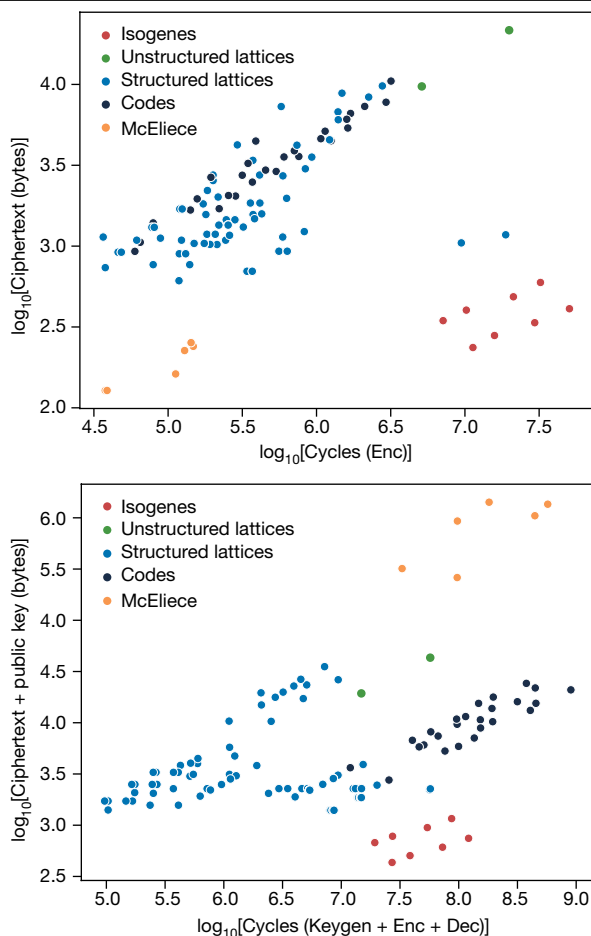 log10[Ciphertext (bytes)]
4.0
3.5
3.0
2.5
2.0
Isogenes
Unstructured lattices
Structured lattices
Codes
McEliece
4.5 5.0 5.5 6.0 6.5 7.0 7.5
log10[Cycles (Enc)]
log10[Ciphertext + public key (bytes)]
6.0
5.5
5.0
4.5
4.0
3.5
3.0
2.5
Isogenes
Unstructured lattices
Structured lattices
Codes
McEliece
5.0 5.5 6.0 6.5 7.0 7.5 8.0 8.5 9.0
log10[Cycles (Keygen + Enc + Dec)]